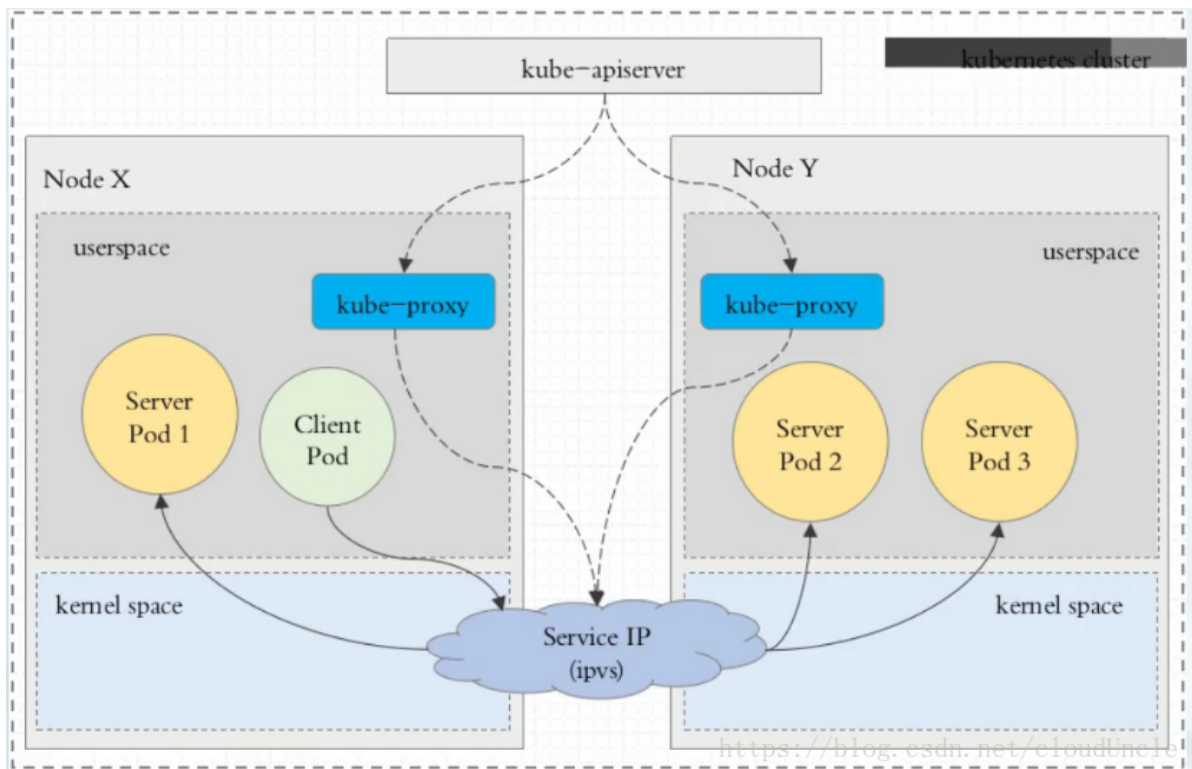 kube-apiserver
kubernetes cluster
Node X
Node Y
userspace
userspace
kube-proxy
kube-proxy
Server
Pod 1
Client
Pod
Server
Pod 2
Server
Pod 3
kernel space
kernel space
Service IP
(ipvs)
https://blog.csdn.net/cloudUncle